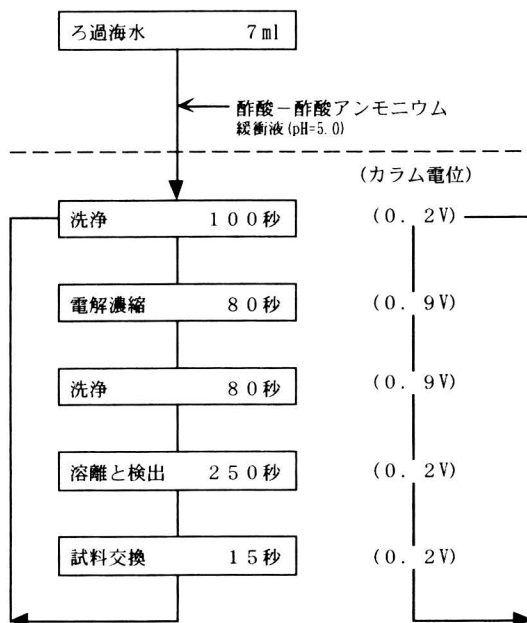 ろ過海水 7ml
酢酸－酢酸アンモニウム
緩衝液(pH=5.0)
(カラム電位)
洗浄 100秒 (0.2V)
電解濃縮 80秒 (0.9V)
洗浄 80秒 (0.9V)
溶離と検出 250秒 (0.2V)
試料交換 15秒 (0.2V)